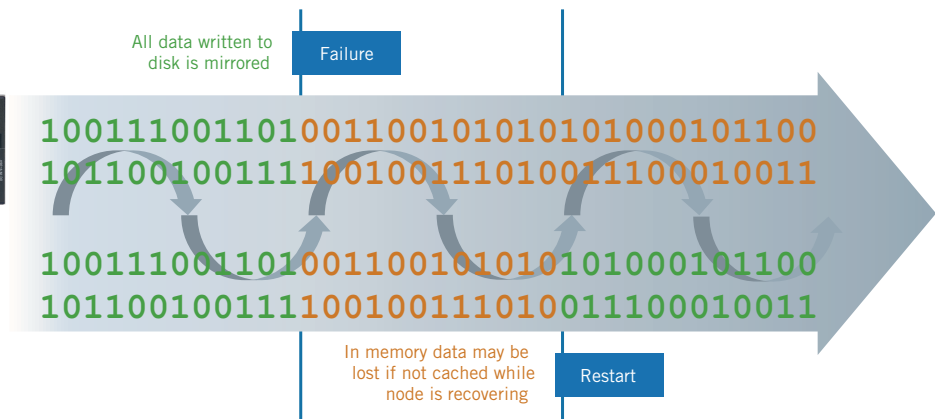 All data written to
disk is mirrored
Failure
100111001101001100101010101000101100
101100100111100100111010011100010011
100111001101001100101010101000101100
101100100111100100111010011100010011
In memory data may be
lost if not cached while
node is recovering
Restart